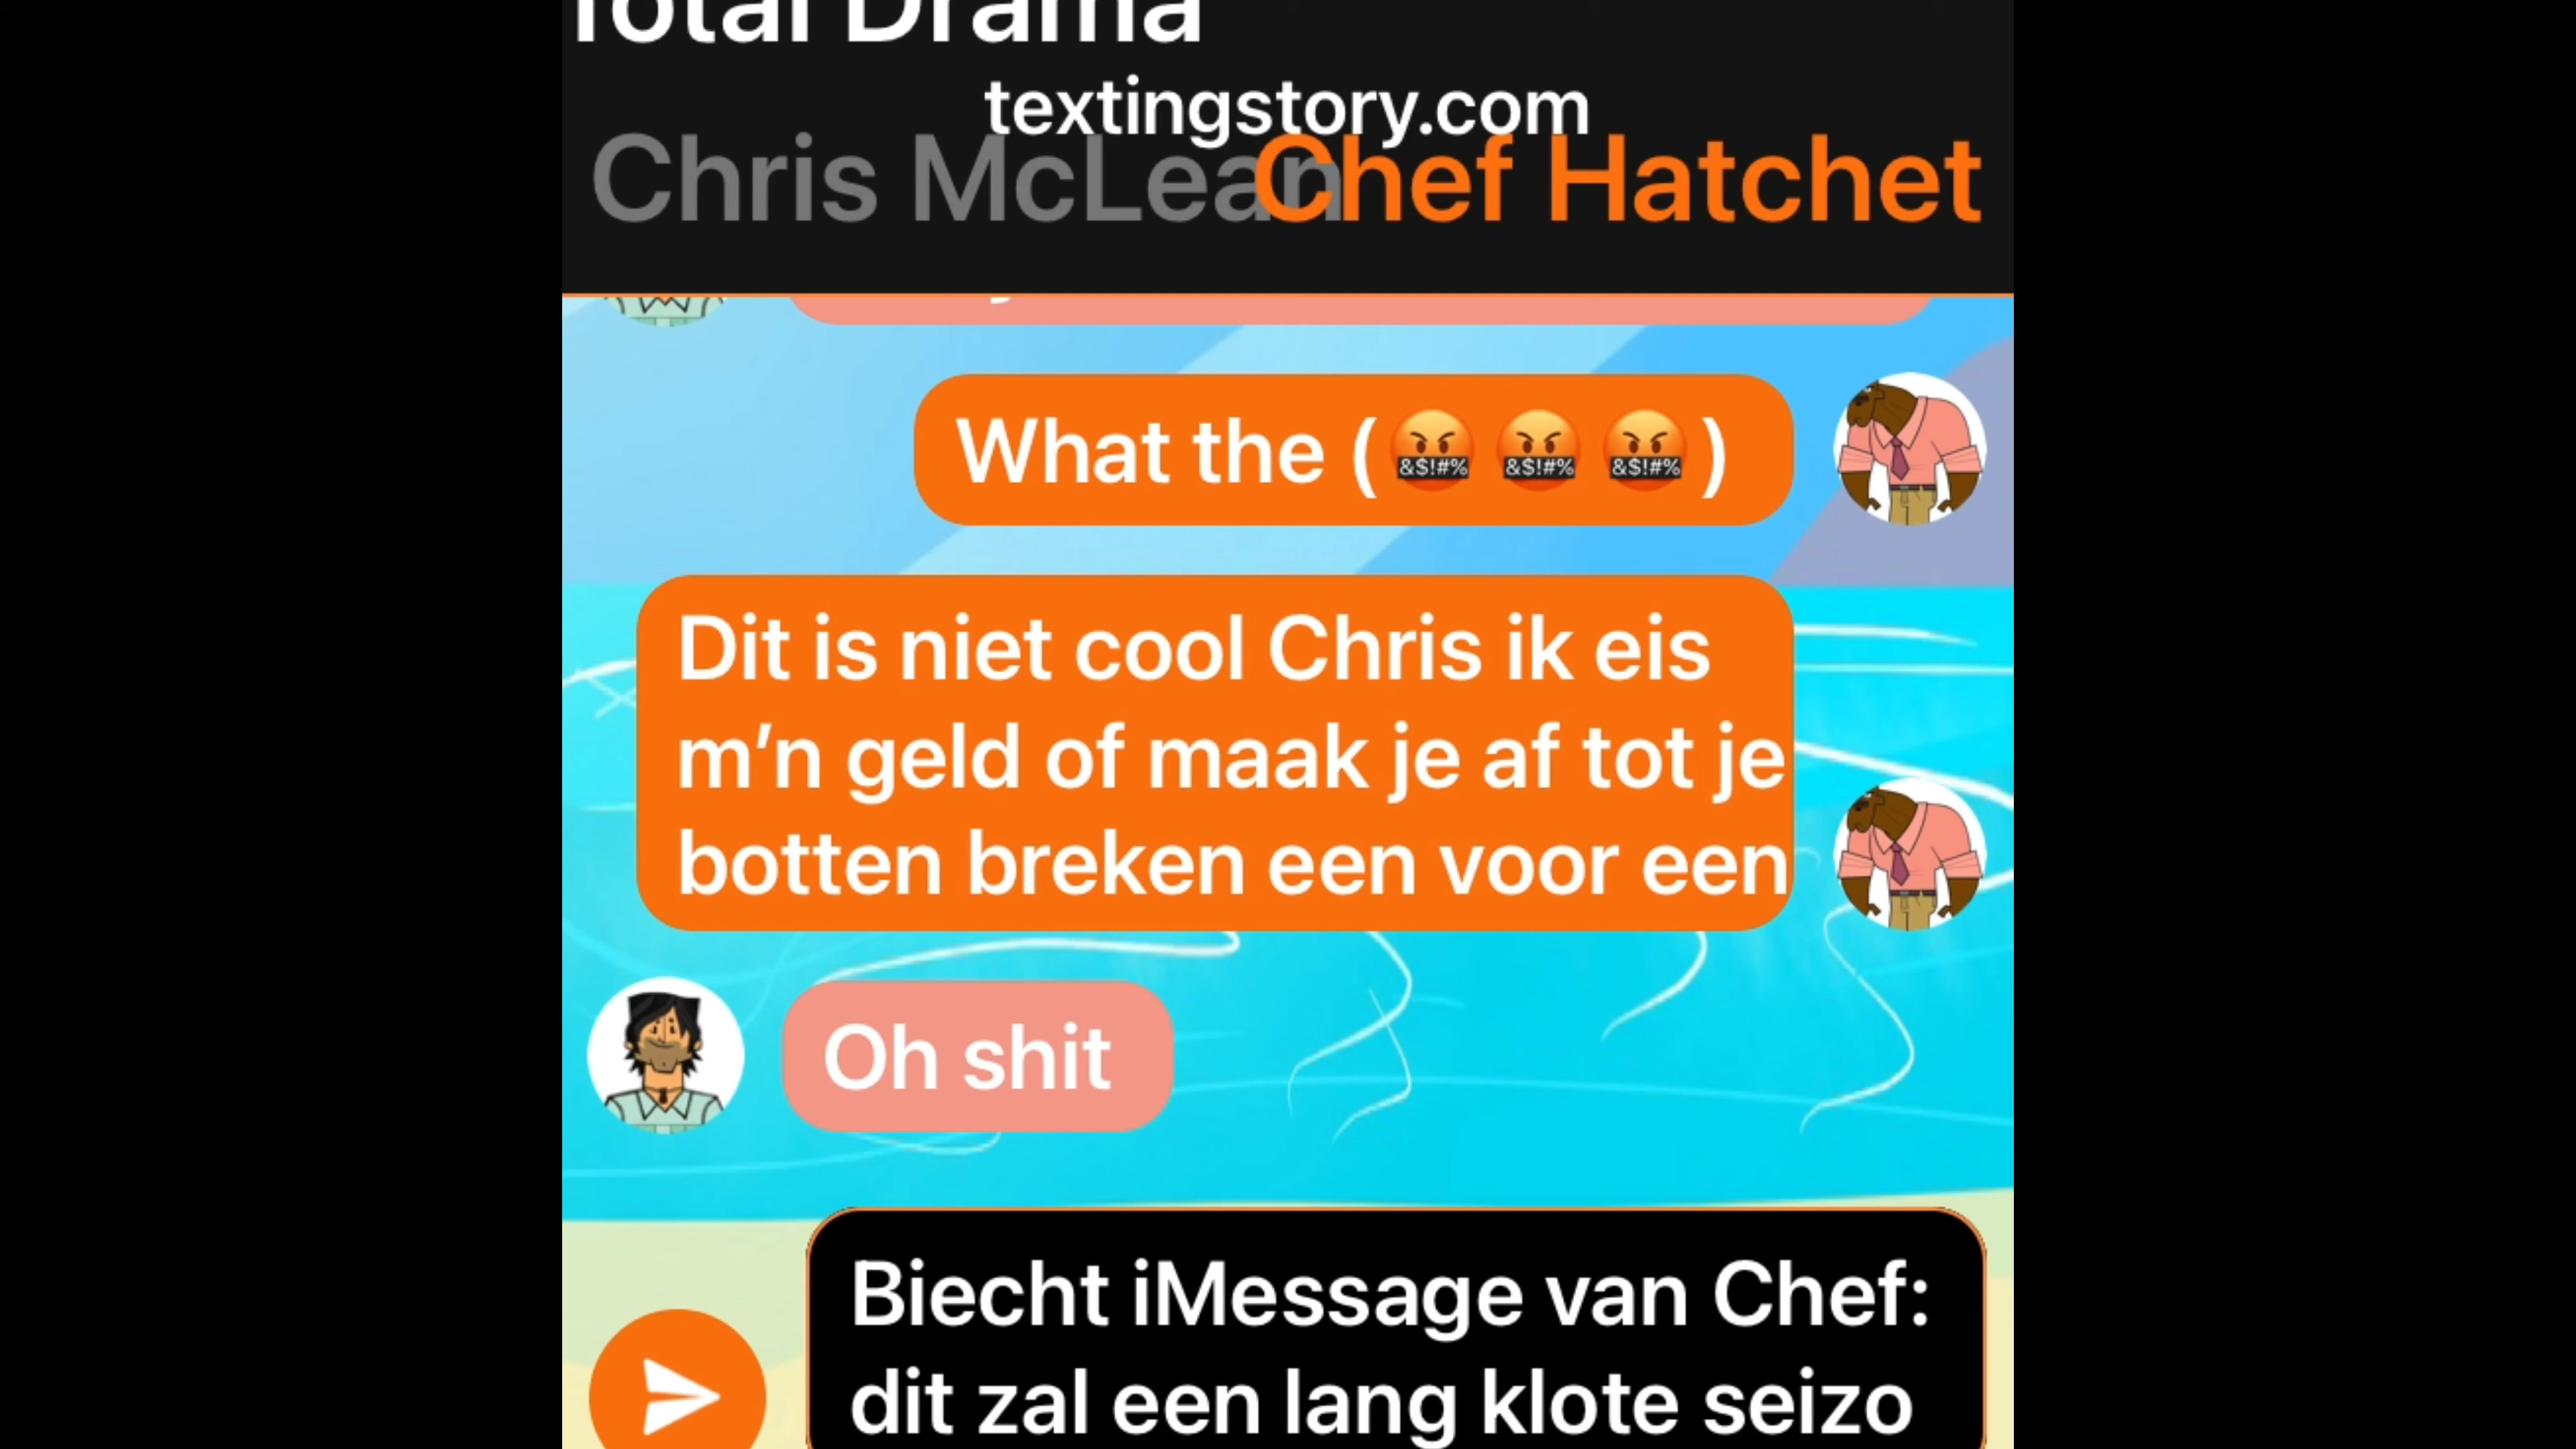 Total Drama
textingstory.com
Chris McLean Chef Hatchet
What the (🤬🤬🤬)
Dit is niet cool Chris ik eis
m’n geld of maak je af tot je
botten breken een voor een
Oh shit
Biecht iMessage van Chef:
dit zal een lang klote seizo